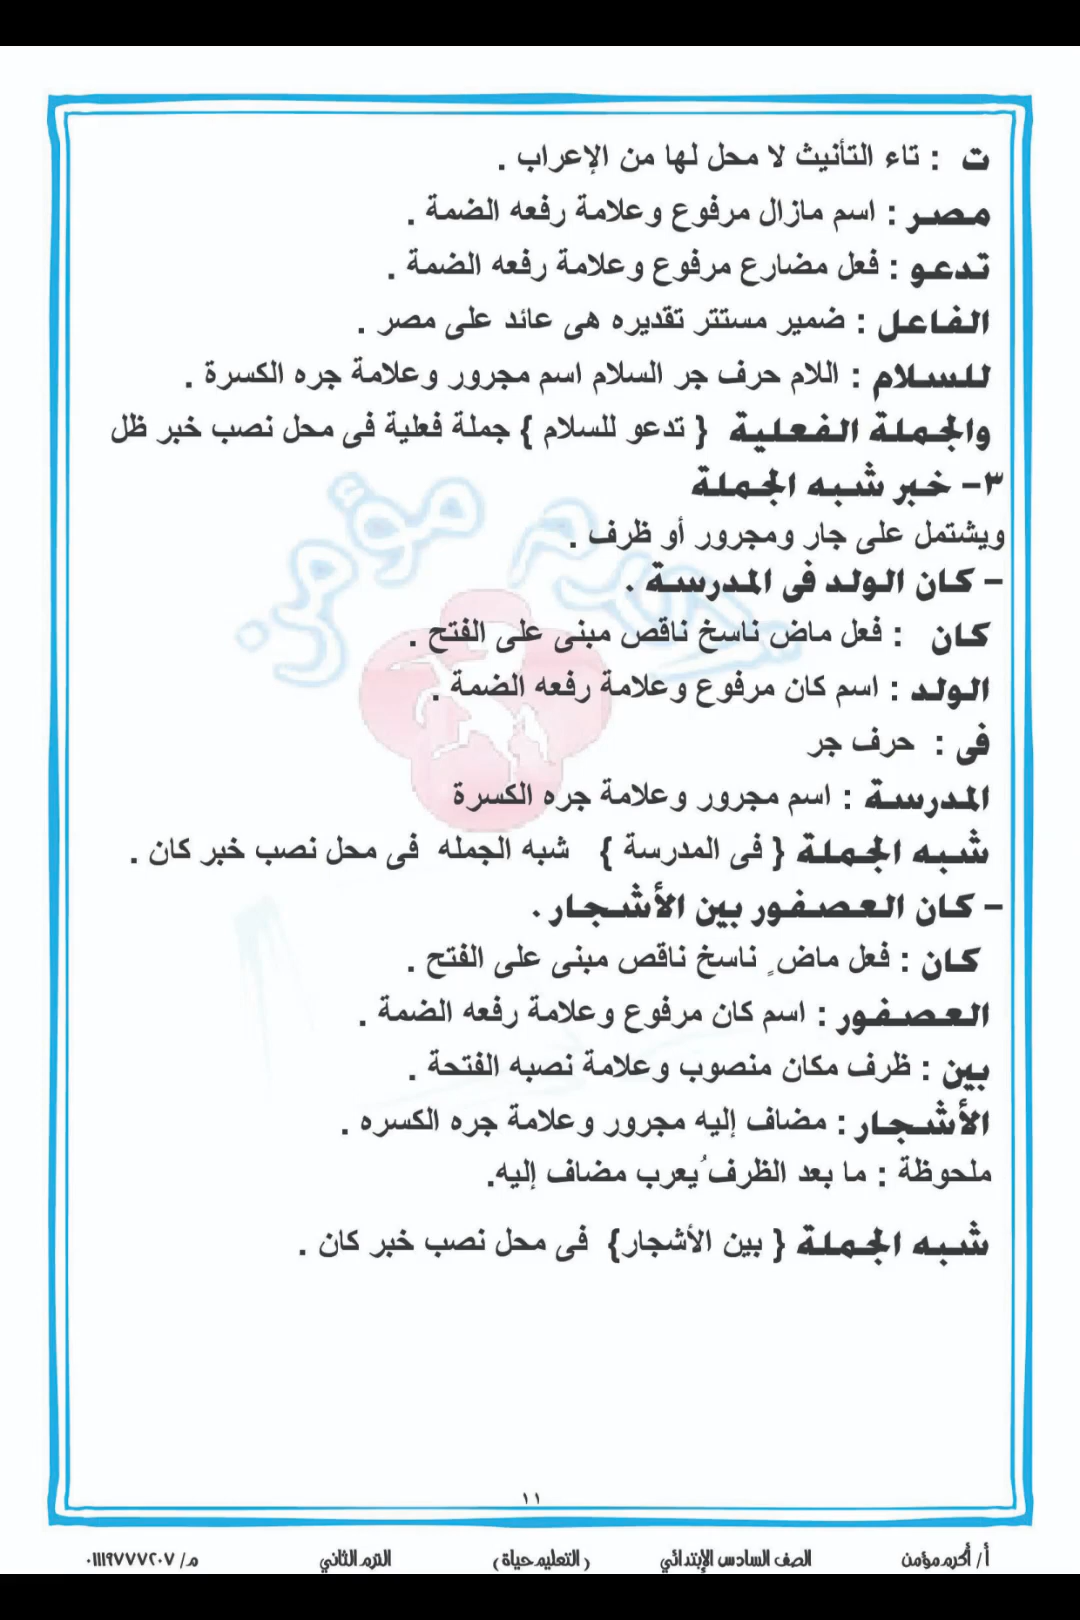 ت : تاء التأنيث لا محل لها من الإعراب .
مصر : اسم مازال مرفوع وعلامة رفعه الضمة .
تدعو : فعل مضارع مرفوع وعلامة رفعه الضمة .
الفاعل : ضمير مستتر تقديره هى عائد على مصر .
للسلام : اللام حرف جر السلام اسم مجرور وعلامة جره الكسرة .
والجملة الفعلية { تدعو للسلام } جملة فعلية فى محل نصب خبر ظل
٣- خبر شبه الجملة
ويشتمل على جار ومجرور أو ظرف .
- كان الولد فى المدرسة .
كان : فعل ماض ناسخ ناقص مبنى على الفتح .
الولد : اسم كان مرفوع وعلامة رفعه الضمة .
فى : حرف جر
المدرسة : اسم مجرور وعلامة جره الكسرة
شبه الجملة { فى المدرسة } شبه الجمله فى محل نصب خبر كان .
- كان العصفور بين الأشجار .
كان : فعل ماضٍ ناسخ ناقص مبنى على الفتح .
العصفور : اسم كان مرفوع وعلامة رفعه الضمة .
بين : ظرف مكان منصوب وعلامة نصبه الفتحة .
الأشجار : مضاف إليه مجرور وعلامة جره الكسره .
ملحوظة : ما بعد الظرف يُعرب مضاف إليه.
شبه الجملة { بين الأشجار} فى محل نصب خبر كان .
١١
أ / أكرم مؤمن الصف السادس الإبتدائي ( التعليم حياة ) الترم الثاني م / ٠١١١٩٧٧٧٢٠٧